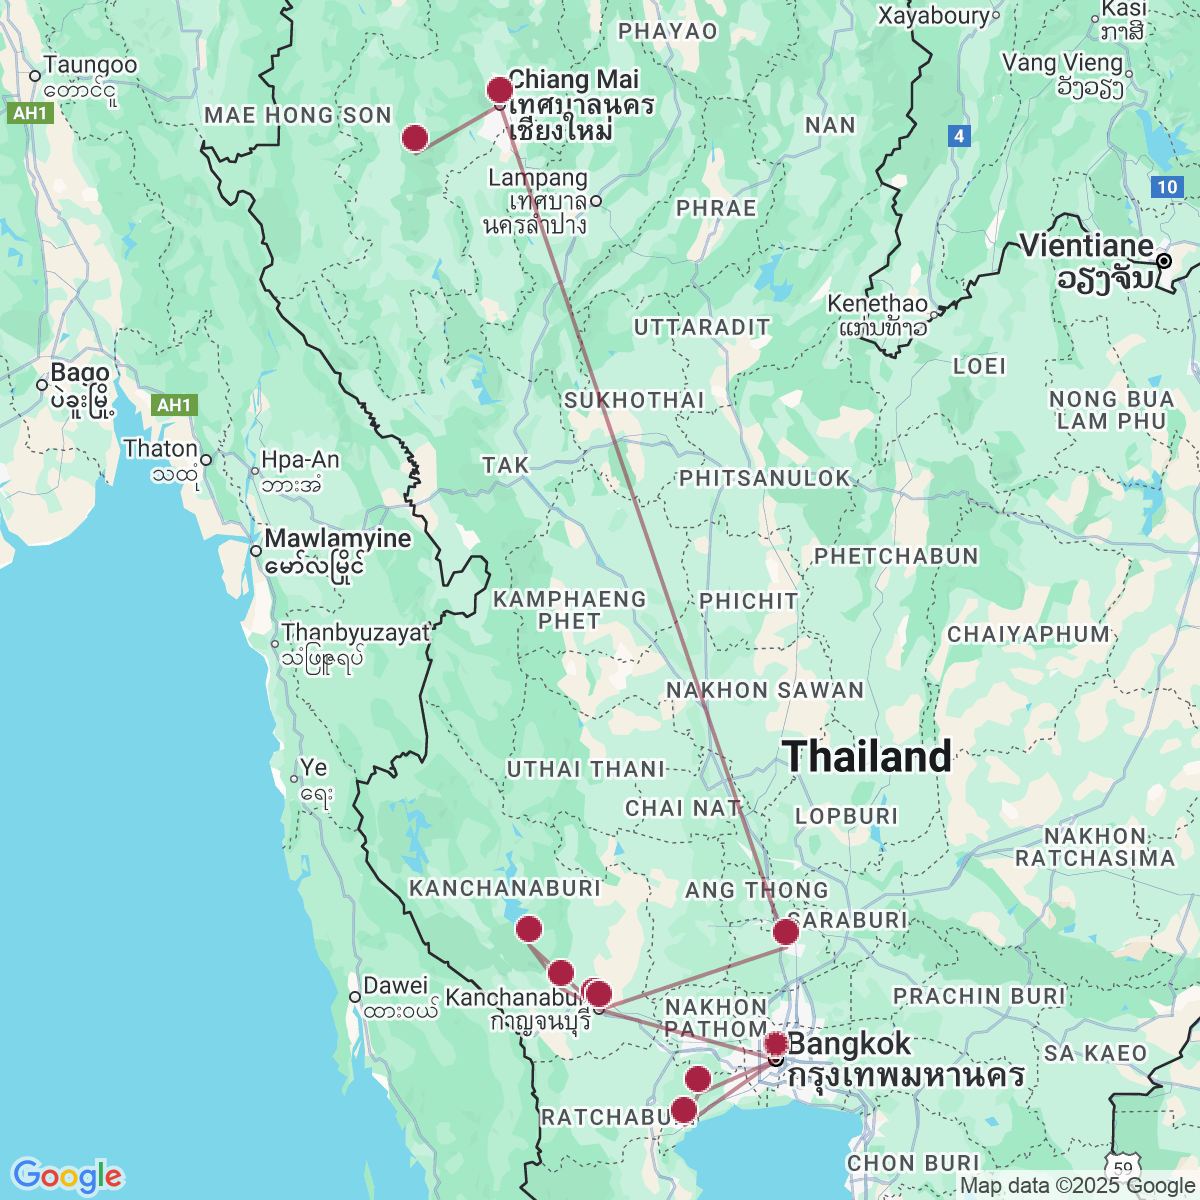 PHAYAO
Xayaboury
Kasi
ກາສີ
Taungoo
တောင်ငူ
AH1
Vang Vieng
ວັງວຽງ
Chiang Mai
เทศบาลนคร
เชียงใหม่
MAE HONG SON
NAN
4
10
Lampang
เทศบาล
นครลำปาง
PHRAE
Vientiane
ວຽງຈັນ
Kenethao
ແກ່ນທ້າວ
UTTARADIT
LOEI
Bago
ပဲခူးမြို့
AH1
SUKHOTHAI
NONG BUA
LAM PHU
Thaton
သထုံ
Hpa-An
ဘားအံ
TAK
PHITSANULOK
Mawlamyine
မော်လမြိုင်
PHETCHABUN
KAMPHAENG
PHET
PHICHIT
Thanbyuzayat
သံဖြူဇရပ်
CHAIYAPHUM
NAKHON SAWAN
Thailand
Ye
ရေး
UTHAI THANI
CHAI NAT
LOPBURI
NAKHON
RATCHASIMA
KANCHANABURI
ANG THONG
SARABURI
Dawei
ထားဝယ်
Kanchanabu
กาญจนบุรี
NAKHON
PATHOM
PRACHIN BURI
Bangkok
กรุงเทพมหานคร
SA KAEO
RATCHABU
CHON BURI
59
Google
Map data ©2025 Google